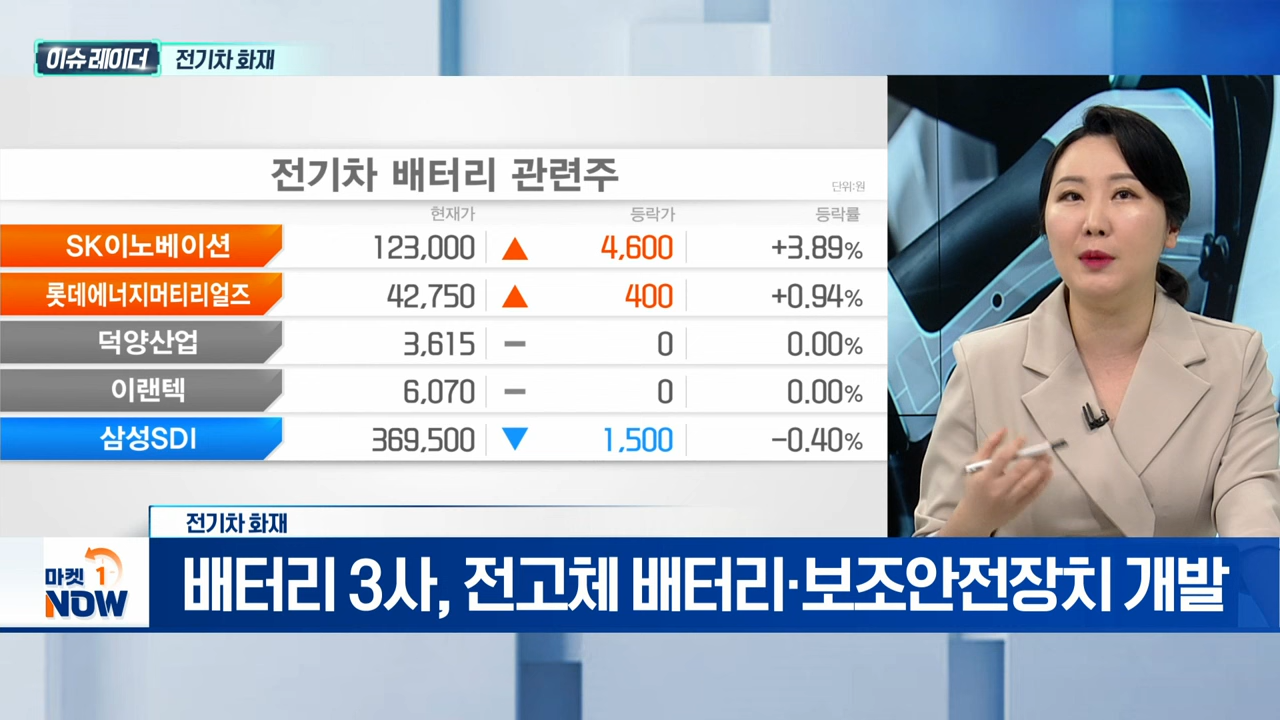 이슈 레이더 전기차 화재
전기차 배터리 관련주
단위:원
현재가 등락가 등락률
SK이노베이션 123,000 ▲ 4,600 +3.89%
롯데에너지머티리얼즈 42,750 ▲ 400 +0.94%
덕양산업 3,615 － 0 0.00%
이랜텍 6,070 － 0 0.00%
삼성SDI 369,500 ▼ 1,500 －0.40%
전기차 화재
마켓 1
NOW
배터리 3사, 전고체 배터리·보조안전장치 개발